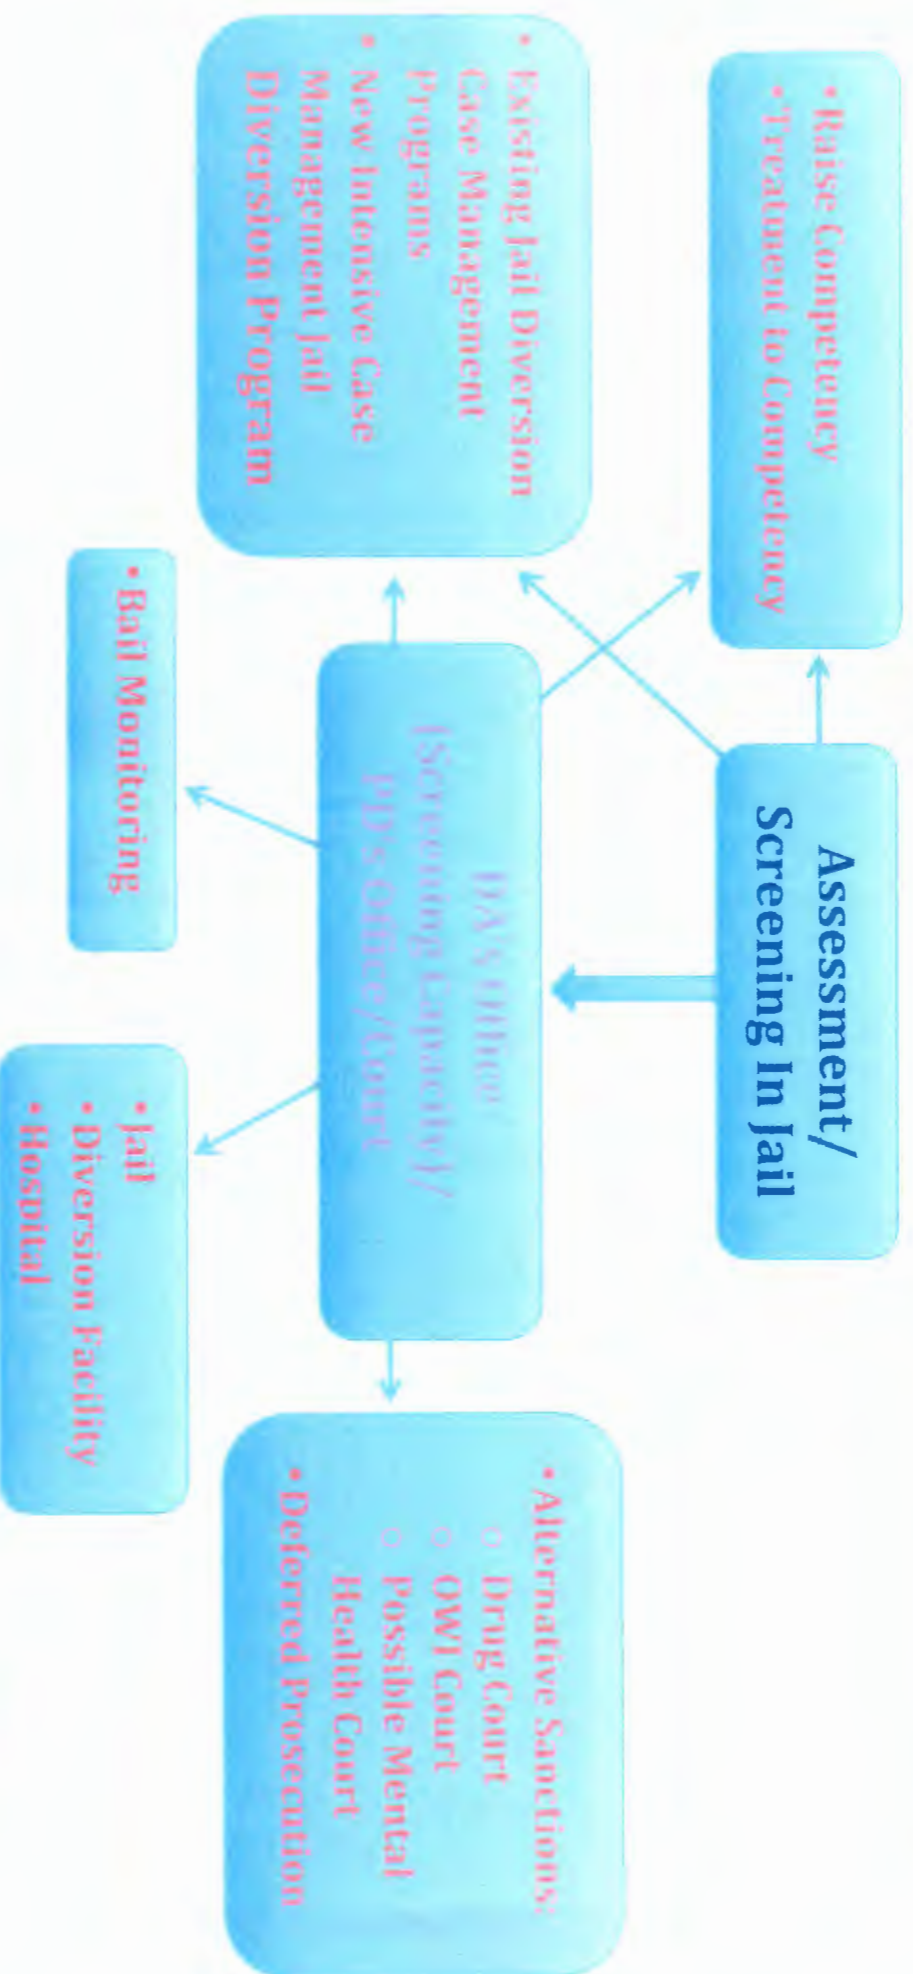 Assessment/
Screening In Jail
• Raise Competency
• Treatment to Competency
DA's Office
(Screening Capacity)/
PD's Office/Court
• Existing Jail Diversion
Case Management
Programs
• New Intensive Case
Management Jail
Diversion Program
• Alternative Sanctions:
○ Drug Court
○ OWI Court
○ Possible Mental
Health Court
• Deferred Prosecution
• Bail Monitoring
• Jail
• Diversion Facility
• Hospital